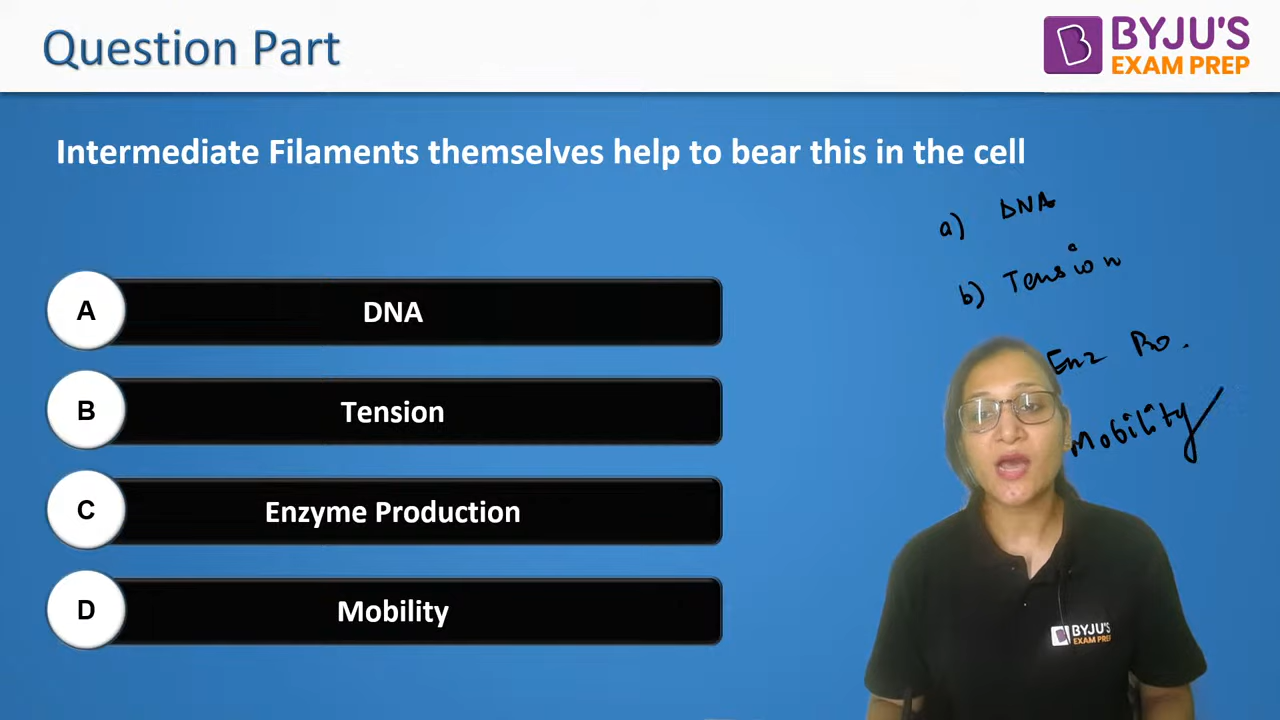 Question Part
BYJU'S
EXAM PREP
Intermediate Filaments themselves help to bear this in the cell
a) DNA
b) Tension
Enz Pro.
Mobility
A
DNA
B
Tension
C
Enzyme Production
D
Mobility
BYJU'S
EXAM PREP